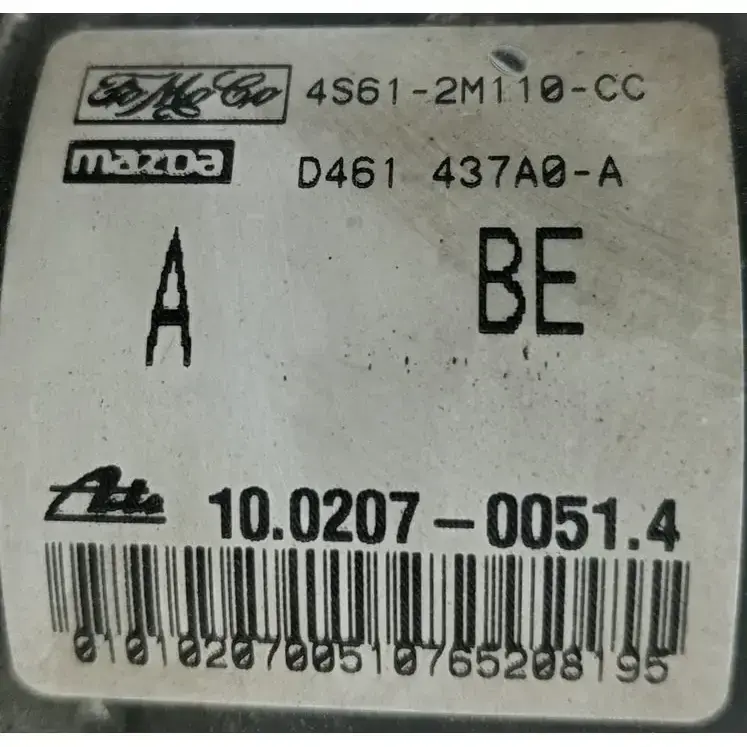 FoMoCo 4S61-2M110-CC
mazda D461 437A0-A
A BE
Ate 10.0207-0051.4
0101020700510765208195